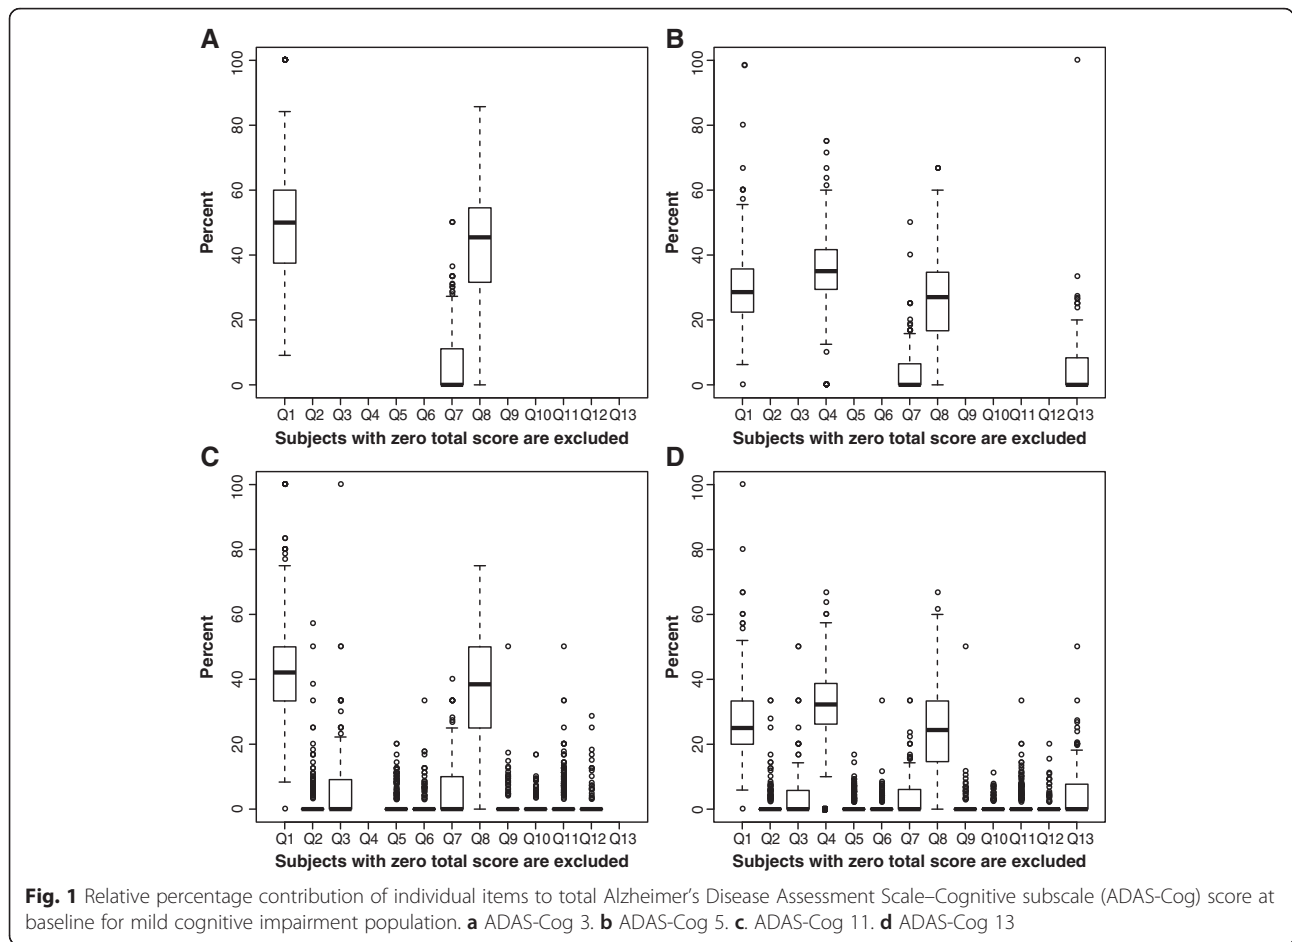 A
100
80
60
40
20
0
Percent
Q1 Q2 Q3 Q4 Q5 Q6 Q7 Q8 Q9 Q10 Q11 Q12 Q13
Subjects with zero total score are excluded
B
100
80
60
40
20
0
Percent
Q1 Q2 Q3 Q4 Q5 Q6 Q7 Q8 Q9 Q10 Q11 Q12 Q13
Subjects with zero total score are excluded
C
100
80
60
40
20
0
Percent
Q1 Q2 Q3 Q4 Q5 Q6 Q7 Q8 Q9 Q10 Q11 Q12 Q13
Subjects with zero total score are excluded
D
100
80
60
40
20
0
Percent
Q1 Q2 Q3 Q4 Q5 Q6 Q7 Q8 Q9 Q10 Q11 Q12 Q13
Subjects with zero total score are excluded
Fig. 1 Relative percentage contribution of individual items to total Alzheimer's Disease Assessment Scale–Cognitive subscale (ADAS-Cog) score at
baseline for mild cognitive impairment population. a ADAS-Cog 3. b ADAS-Cog 5. c. ADAS-Cog 11. d ADAS-Cog 13